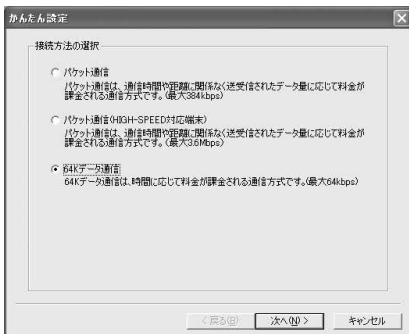 かんたん設定
接続方法の選択
パケット通信
パケット通信は、通信時間や距離に関係なく送受信されたデータ量に応じて料金が
課金される通信方式です。(最大384kbps)
パケット通信(HIGH-SPEED対応端末)
パケット通信は、通信時間や距離に関係なく送受信されたデータ量に応じて料金が
課金される通信方式です。(最大3.6Mbps)
64Kデータ通信
64Kデータ通信は、時間に応じて料金が課金される通信方式です。(最大64kbps)
< 戻る(B)
次へ(N) >
キャンセル